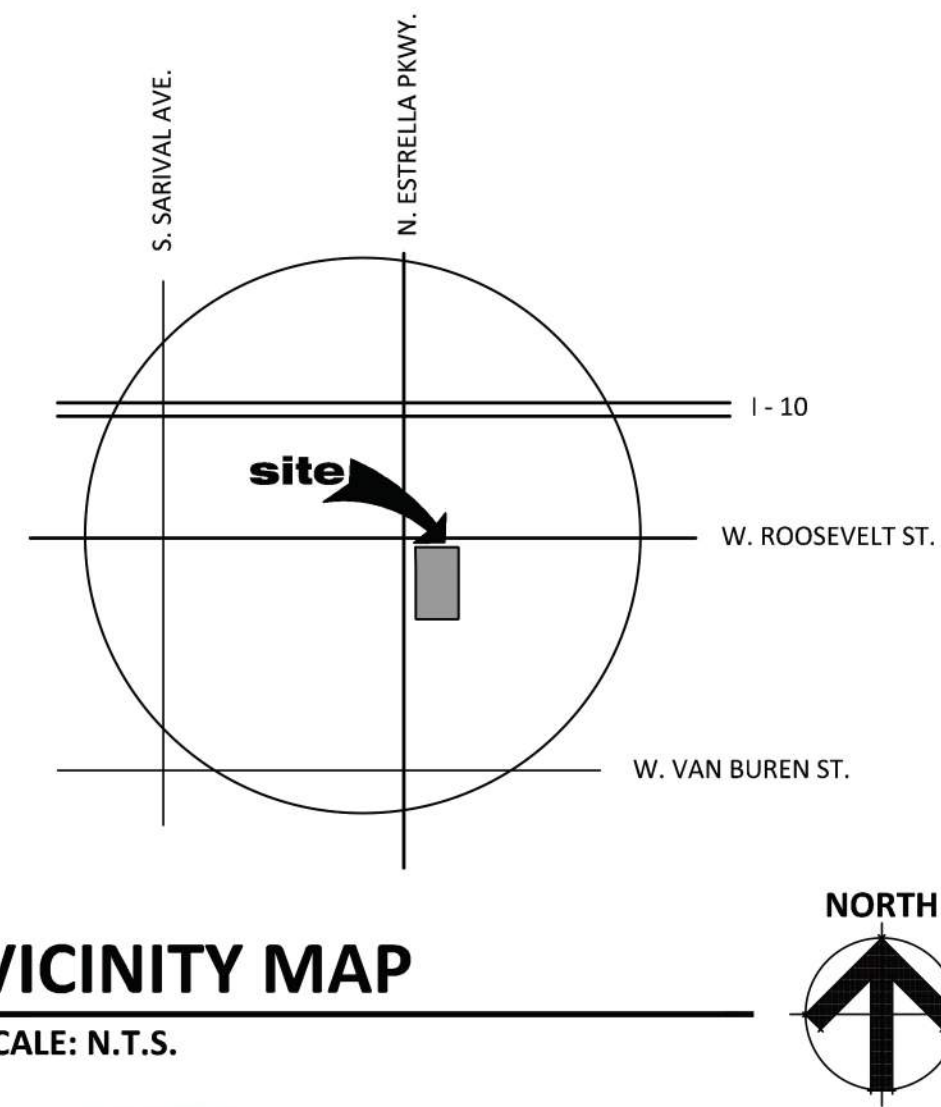 S. SARIVAL AVE.
N. ESTRELLA PKWY.
I - 10
site
W. ROOSEVELT ST.
W. VAN BUREN ST.
NORTH
VICINITY MAP
CALE: N.T.S.